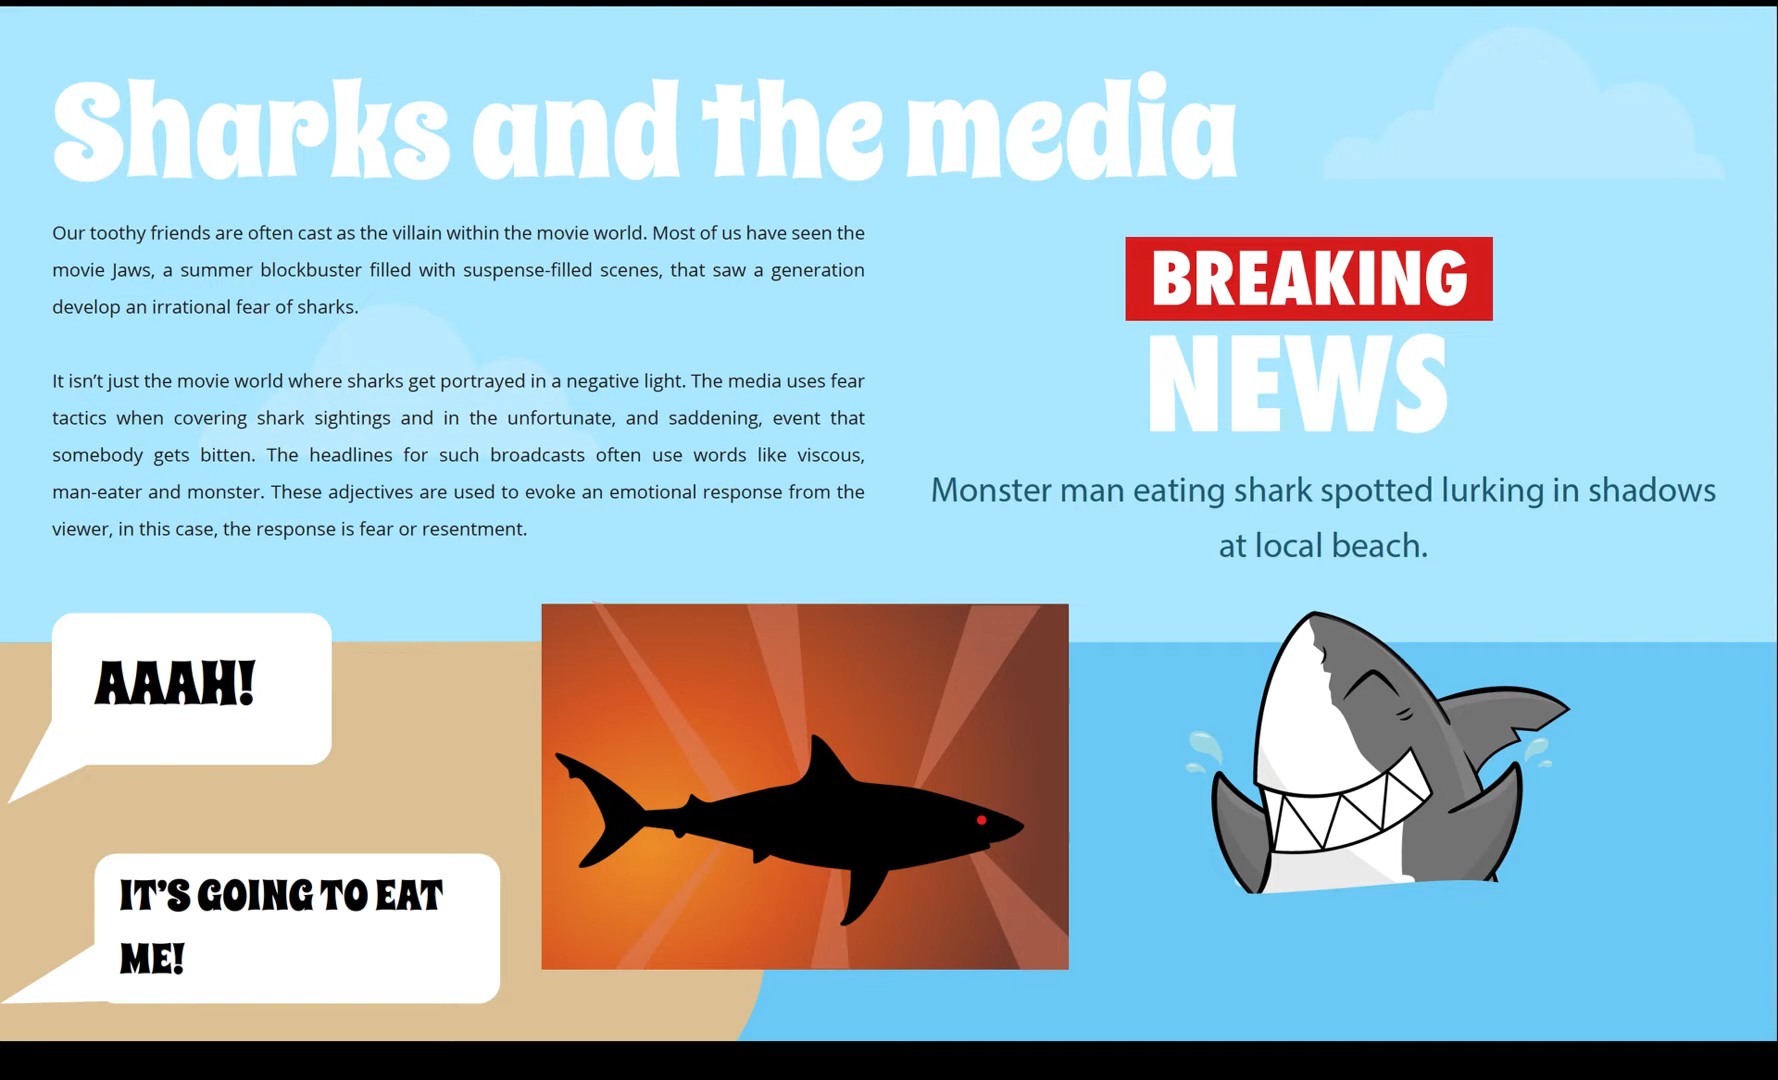 Sharks and the media
Our toothy friends are often cast as the villain within the movie world. Most of us have seen the
movie Jaws, a summer blockbuster filled with suspense-filled scenes, that saw a generation
develop an irrational fear of sharks.
It isn’t just the movie world where sharks get portrayed in a negative light. The media uses fear
tactics when covering shark sightings and in the unfortunate, and saddening, event that
somebody gets bitten. The headlines for such broadcasts often use words like viscous,
man-eater and monster. These adjectives are used to evoke an emotional response from the
viewer, in this case, the response is fear or resentment.
BREAKING
NEWS
Monster man eating shark spotted lurking in shadows
at local beach.
AAAH!
IT’S GOING TO EAT
ME!